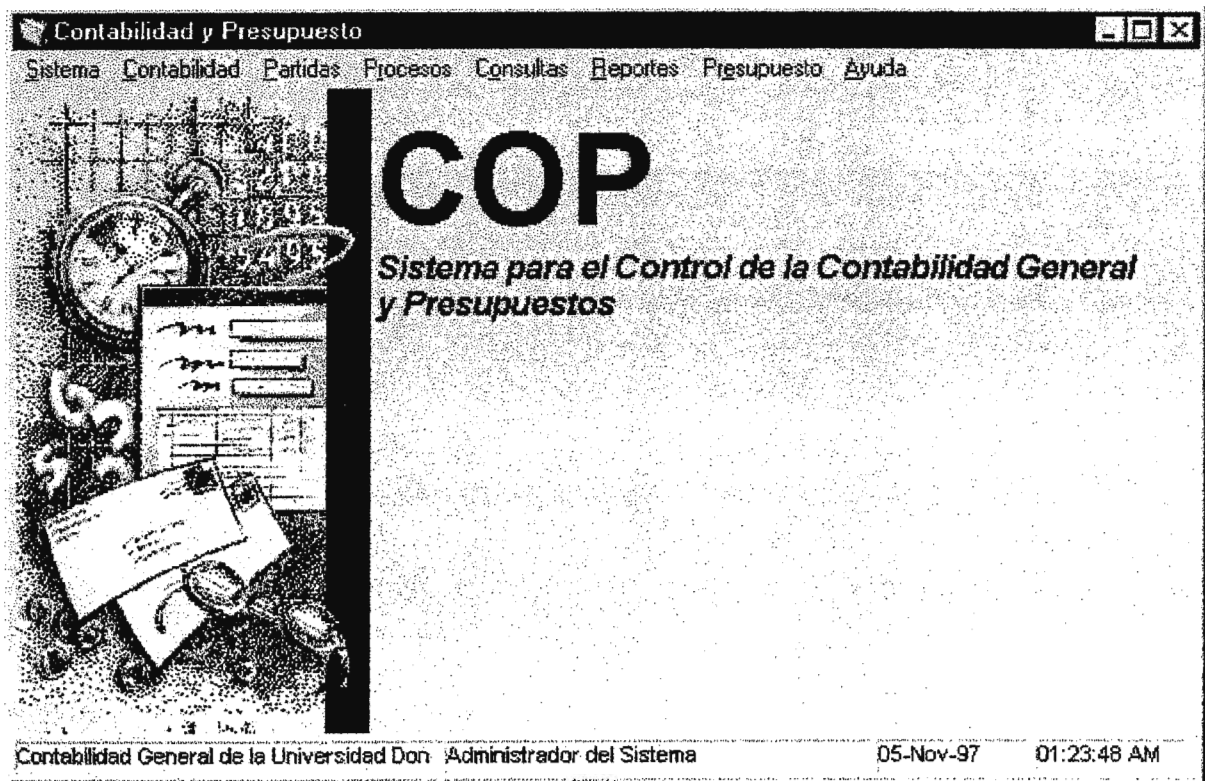 Contabilidad y Presupuesto
Sistema Contabilidad Partidas Procesos Consultas Reportes Presupuesto Ayuda
COP
Sistema para el Control de la Contabilidad General
y Presupuestos
5495
Contabilidad General de la Universidad Don Administrador del Sistema 05-Nov-97 01:23:48 AM